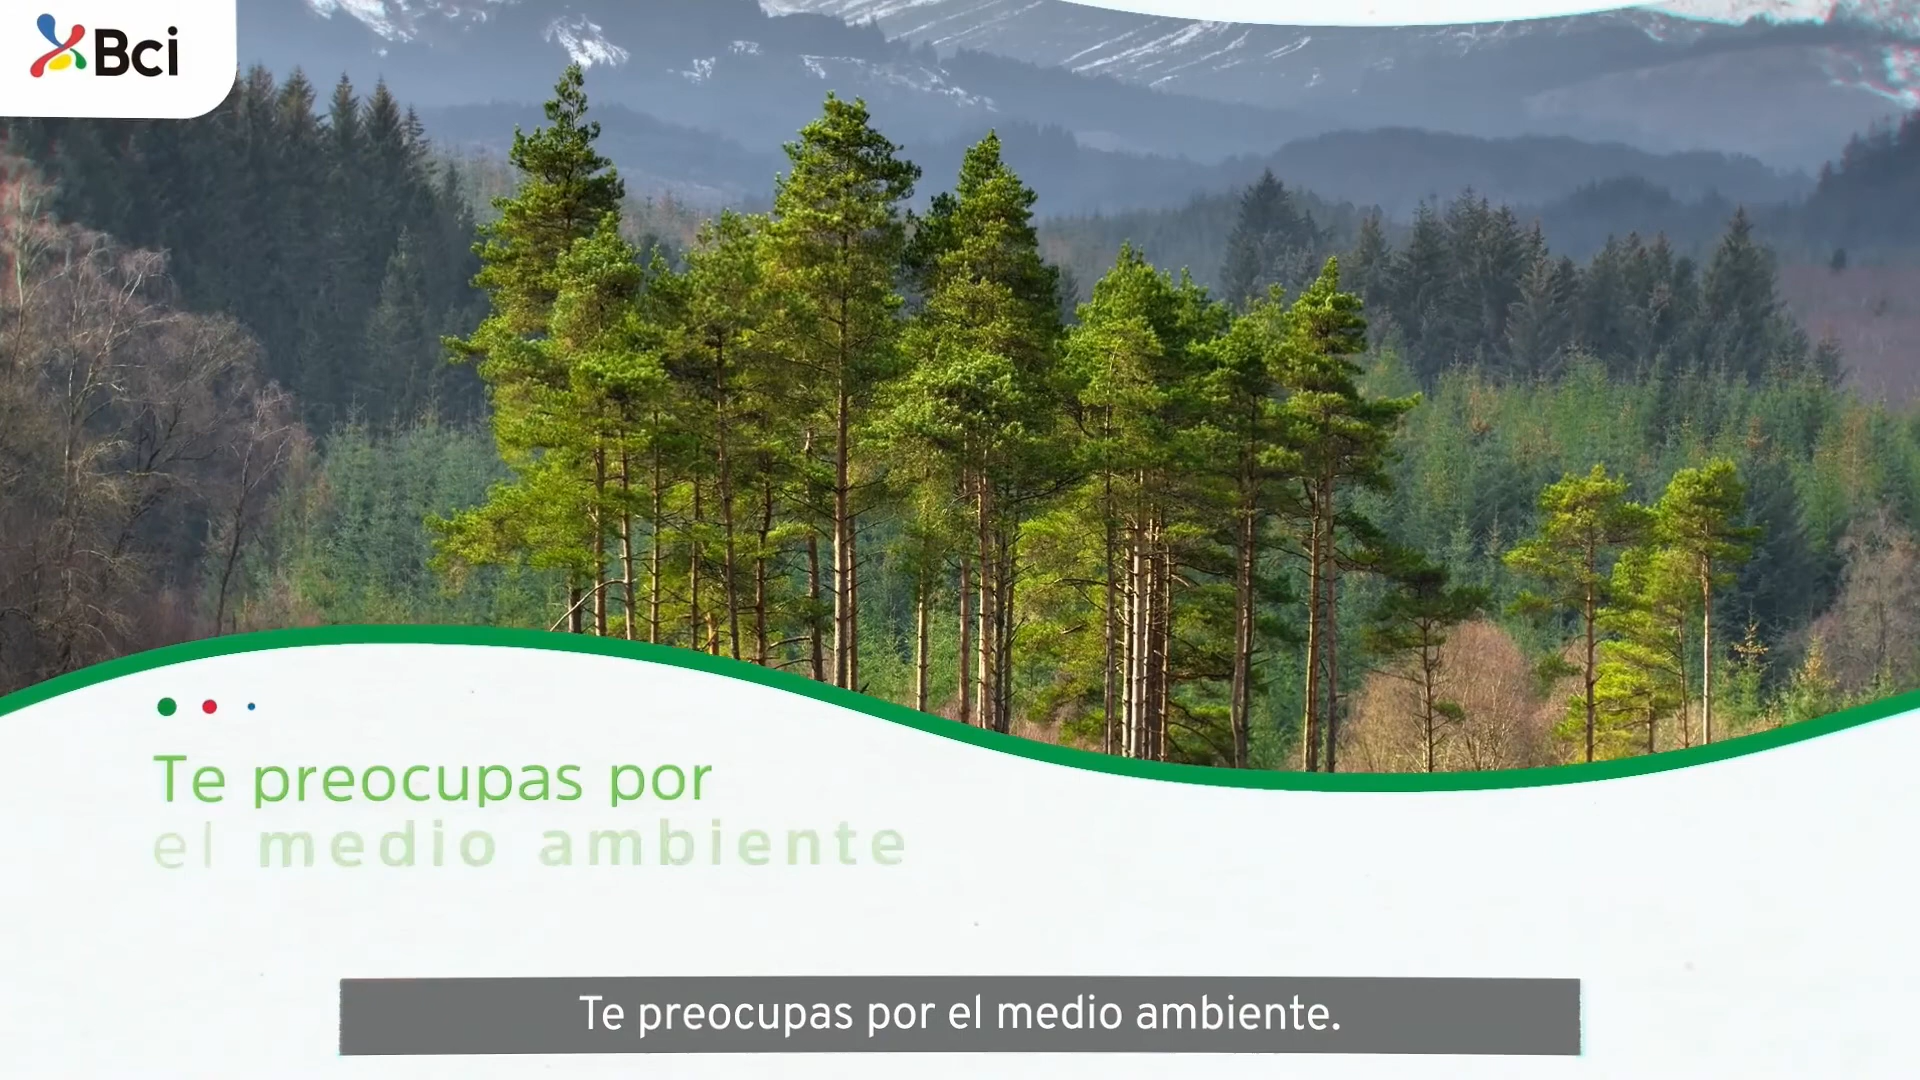 Bci
Te preocupas por
el medio ambiente
Te preocupas por el medio ambiente.